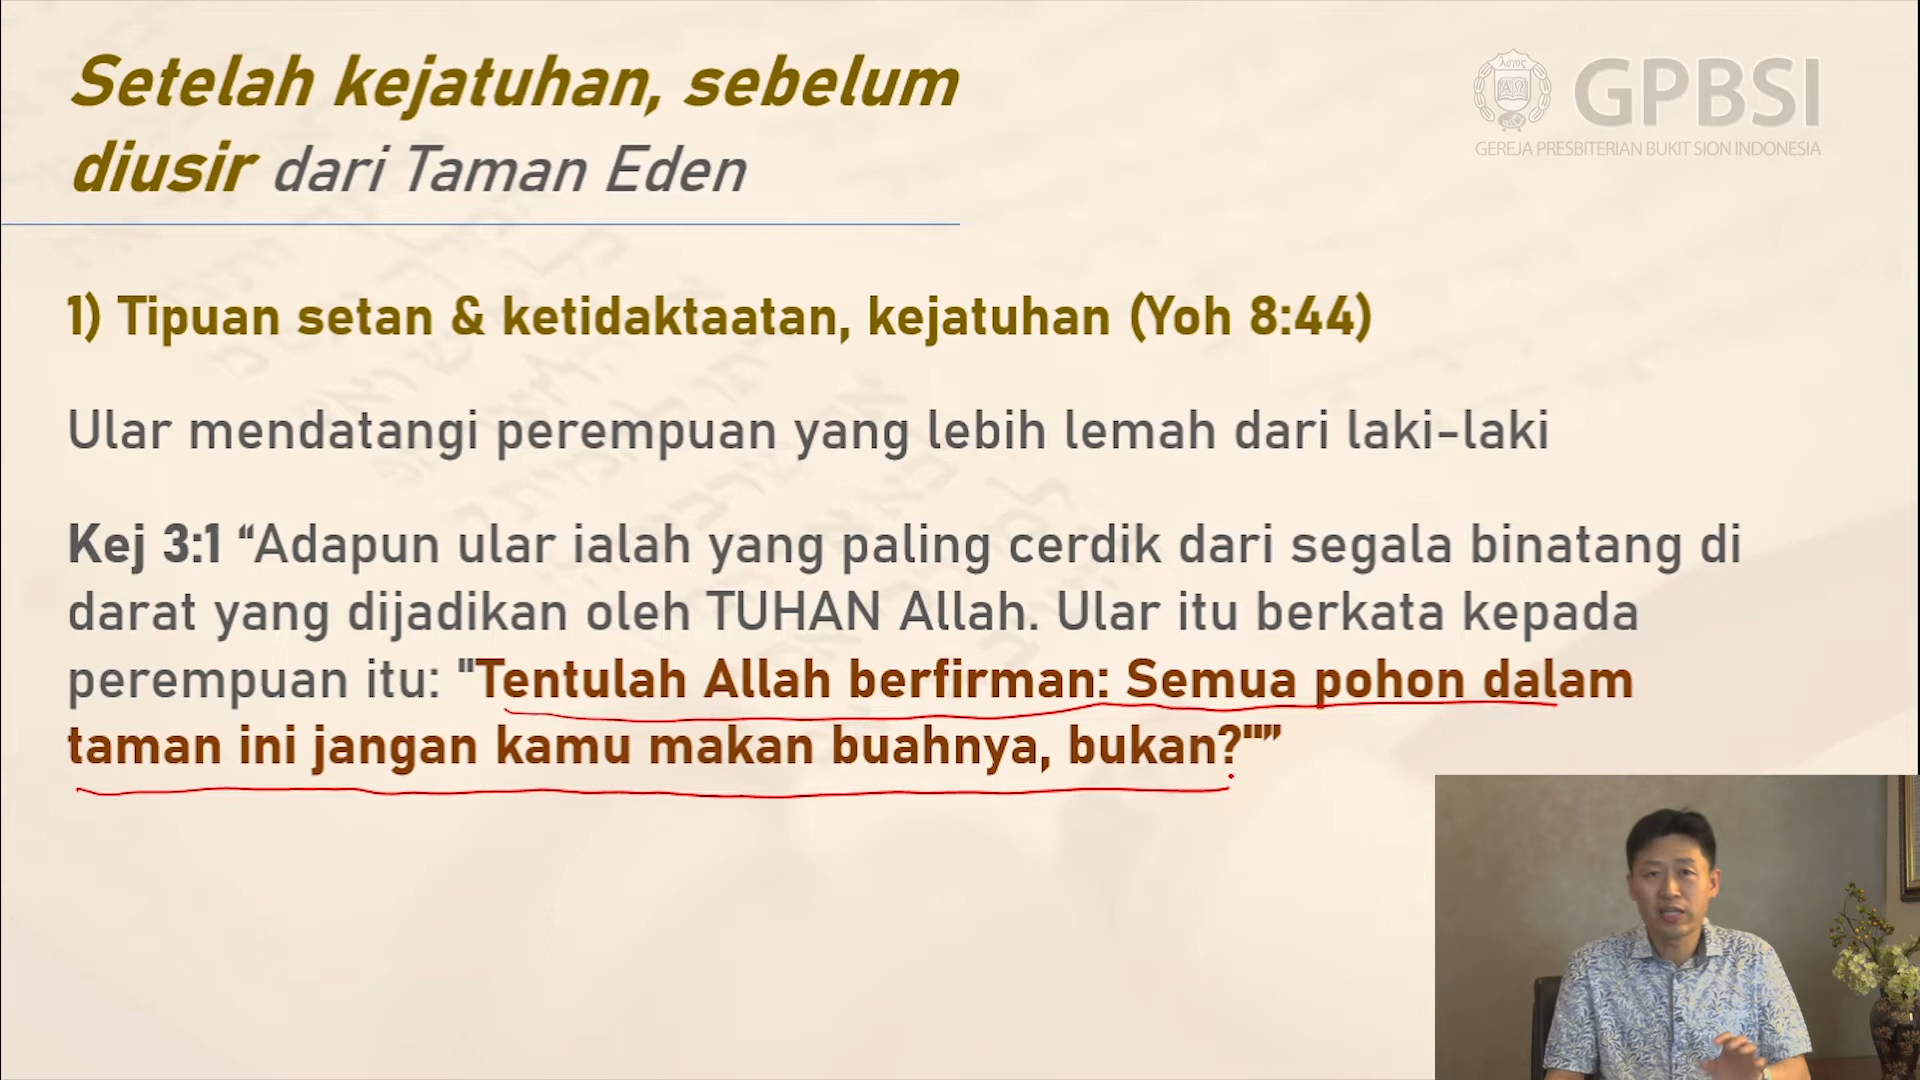 Setelah kejatuhan, sebelum
diusir dari Taman Eden
λόγος
ΑΩ
GPBSI
GEREJA PRESBITERIAN BUKIT SION INDONESIA
1) Tipuan setan & ketidaktaatan, kejatuhan (Yoh 8:44)
Ular mendatangi perempuan yang lebih lemah dari laki-laki
Kej 3:1 “Adapun ular ialah yang paling cerdik dari segala binatang di
darat yang dijadikan oleh TUHAN Allah. Ular itu berkata kepada
perempuan itu: "Tentulah Allah berfirman: Semua pohon dalam
taman ini jangan kamu makan buahnya, bukan?"”